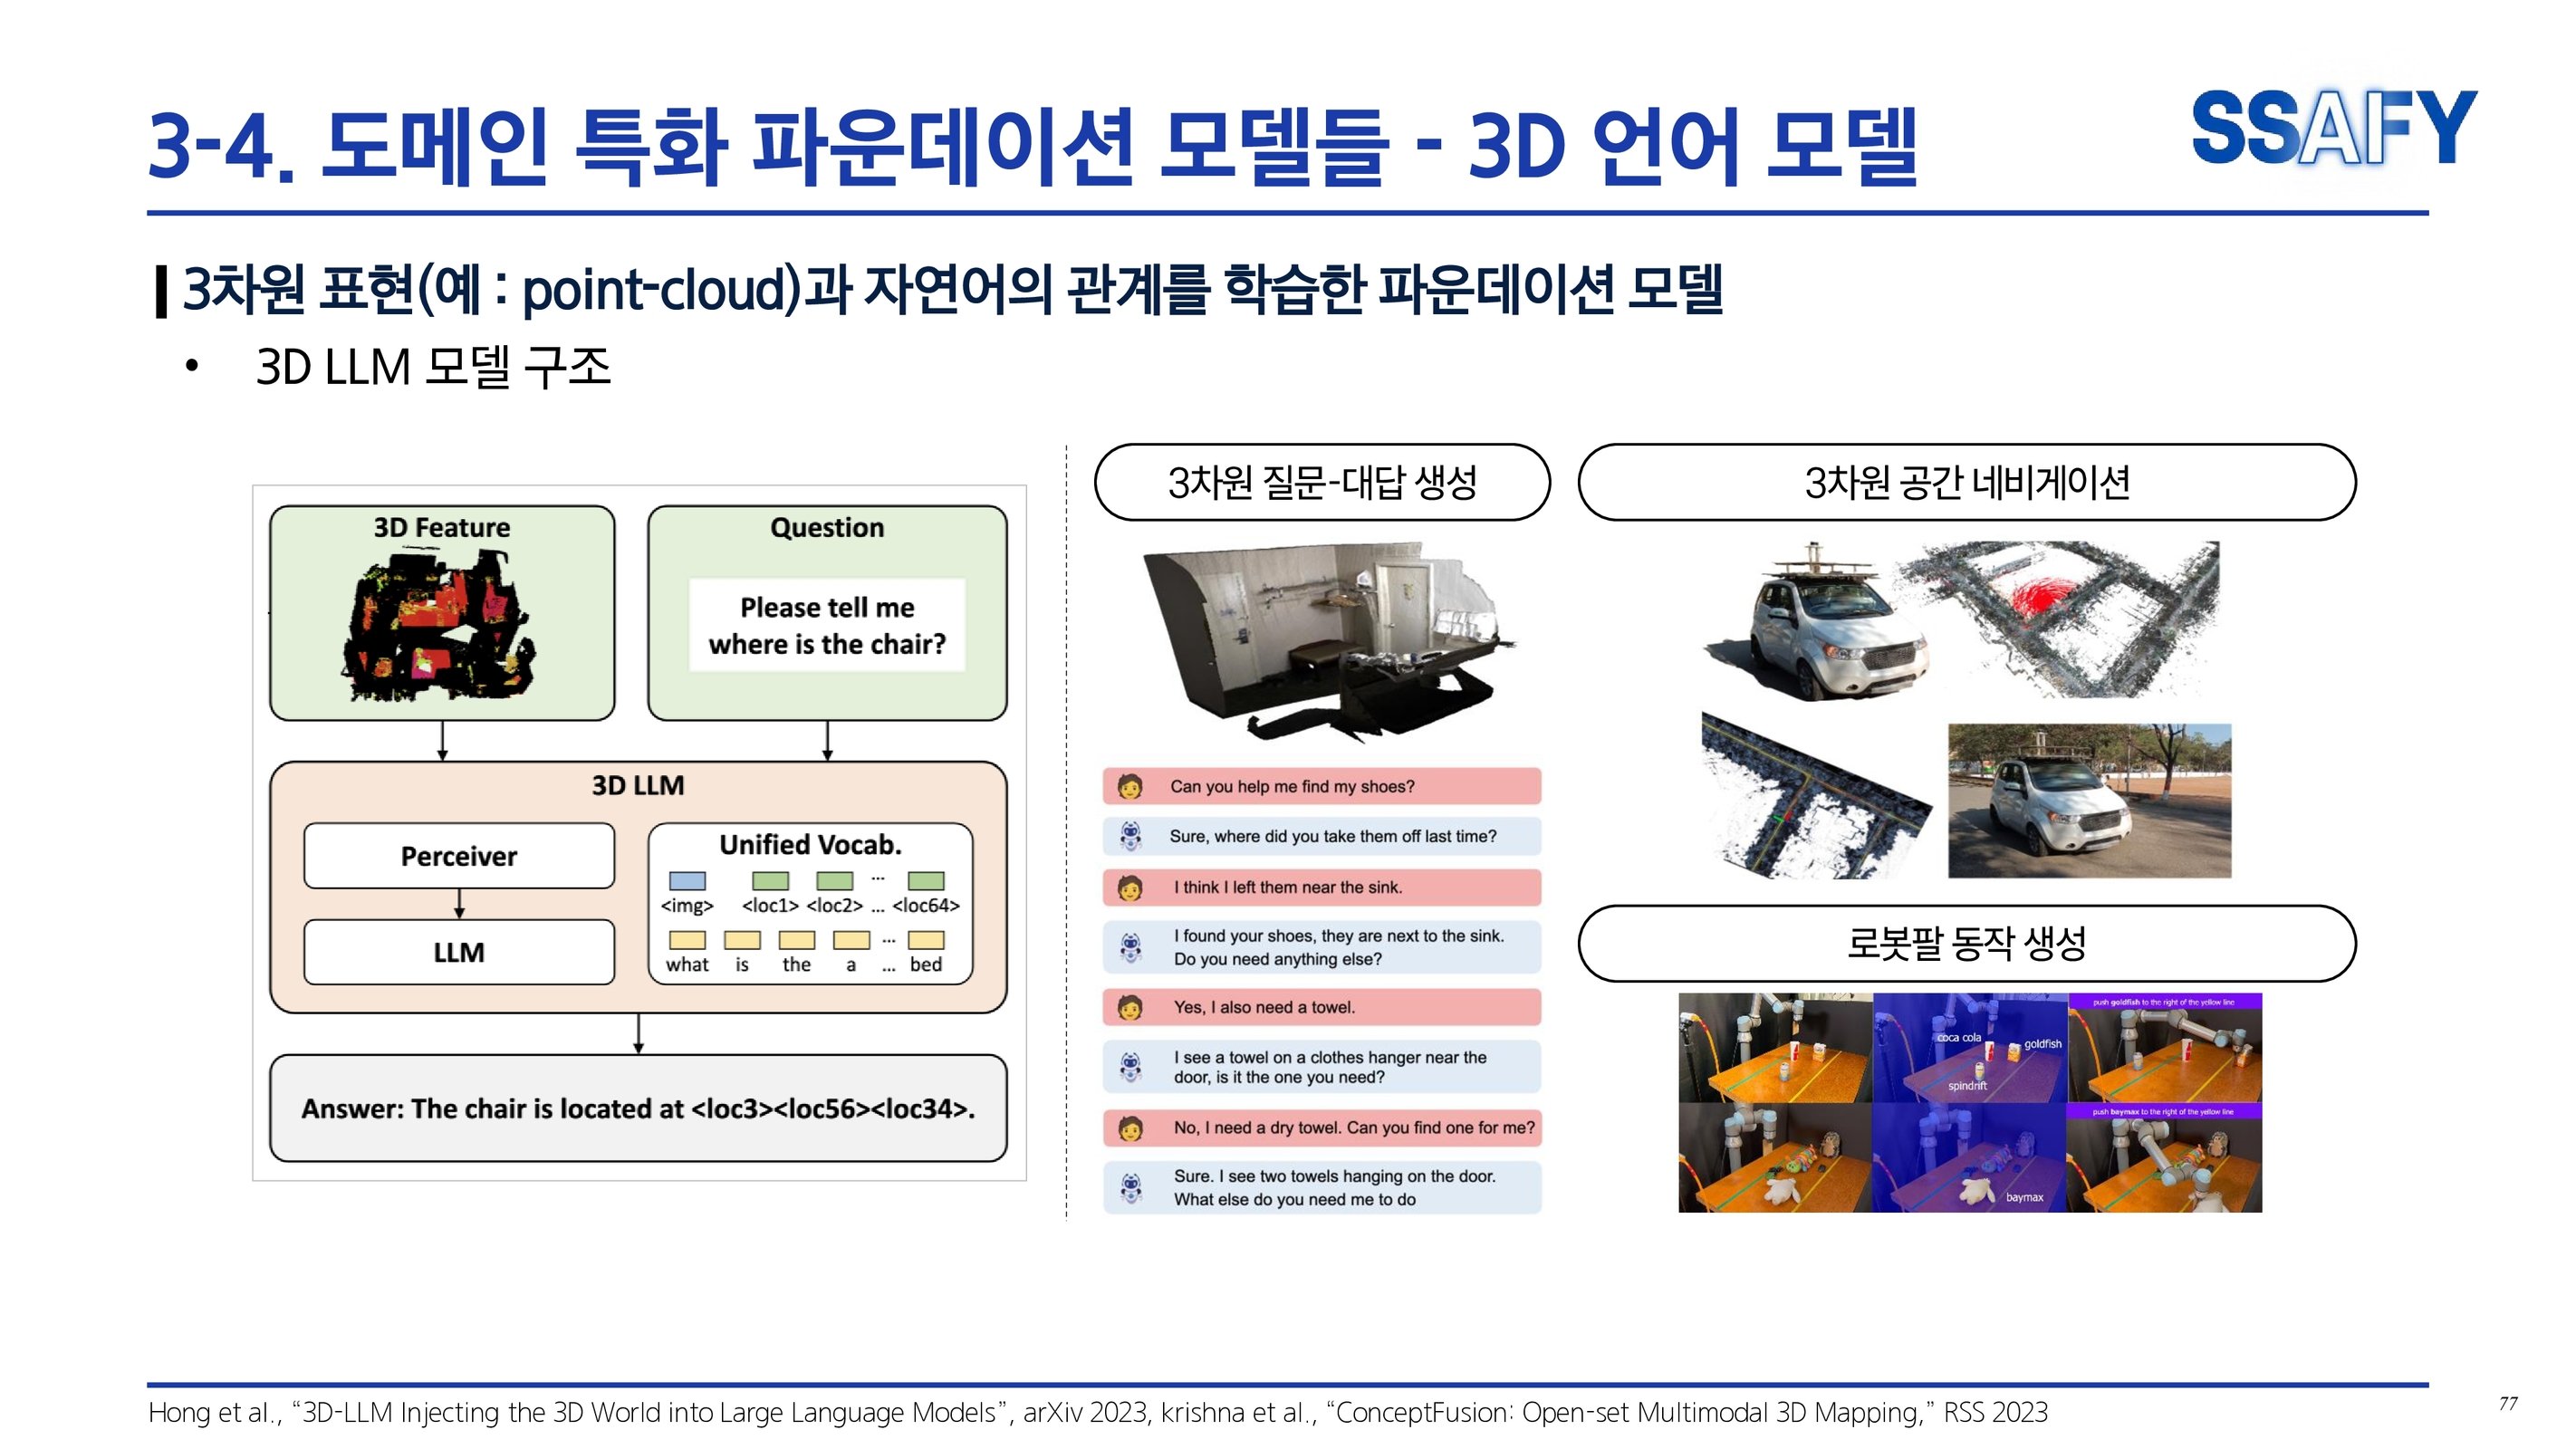 3-4. 도메인 특화 파운데이션 모델들 - 3D 언어 모델
SSAFY
3차원 표현(예 : point-cloud)과 자연어의 관계를 학습한 파운데이션 모델
• 3D LLM 모델 구조
3D Feature
Question
Please tell me
where is the chair?
3D LLM
Perceiver
LLM
Unified Vocab.
...
<img> <loc1> <loc2> ... <loc64>
...
what is the a ... bed
Answer: The chair is located at <loc3><loc56><loc34>.
3차원 질문-대답 생성
Can you help me find my shoes?
Sure, where did you take them off last time?
I think I left them near the sink.
I found your shoes, they are next to the sink.
Do you need anything else?
Yes, I also need a towel.
I see a towel on a clothes hanger near the
door, is it the one you need?
No, I need a dry towel. Can you find one for me?
Sure. I see two towels hanging on the door.
What else do you need me to do
3차원 공간 네비게이션
로봇팔 동작 생성
coca cola
goldfish
spindrift
push goldfish to the right of the yellow line
baymax
push baymax to the right of the yellow line
Hong et al., “3D-LLM Injecting the 3D World into Large Language Models”, arXiv 2023, krishna et al., “ConceptFusion: Open-set Multimodal 3D Mapping,” RSS 2023
77